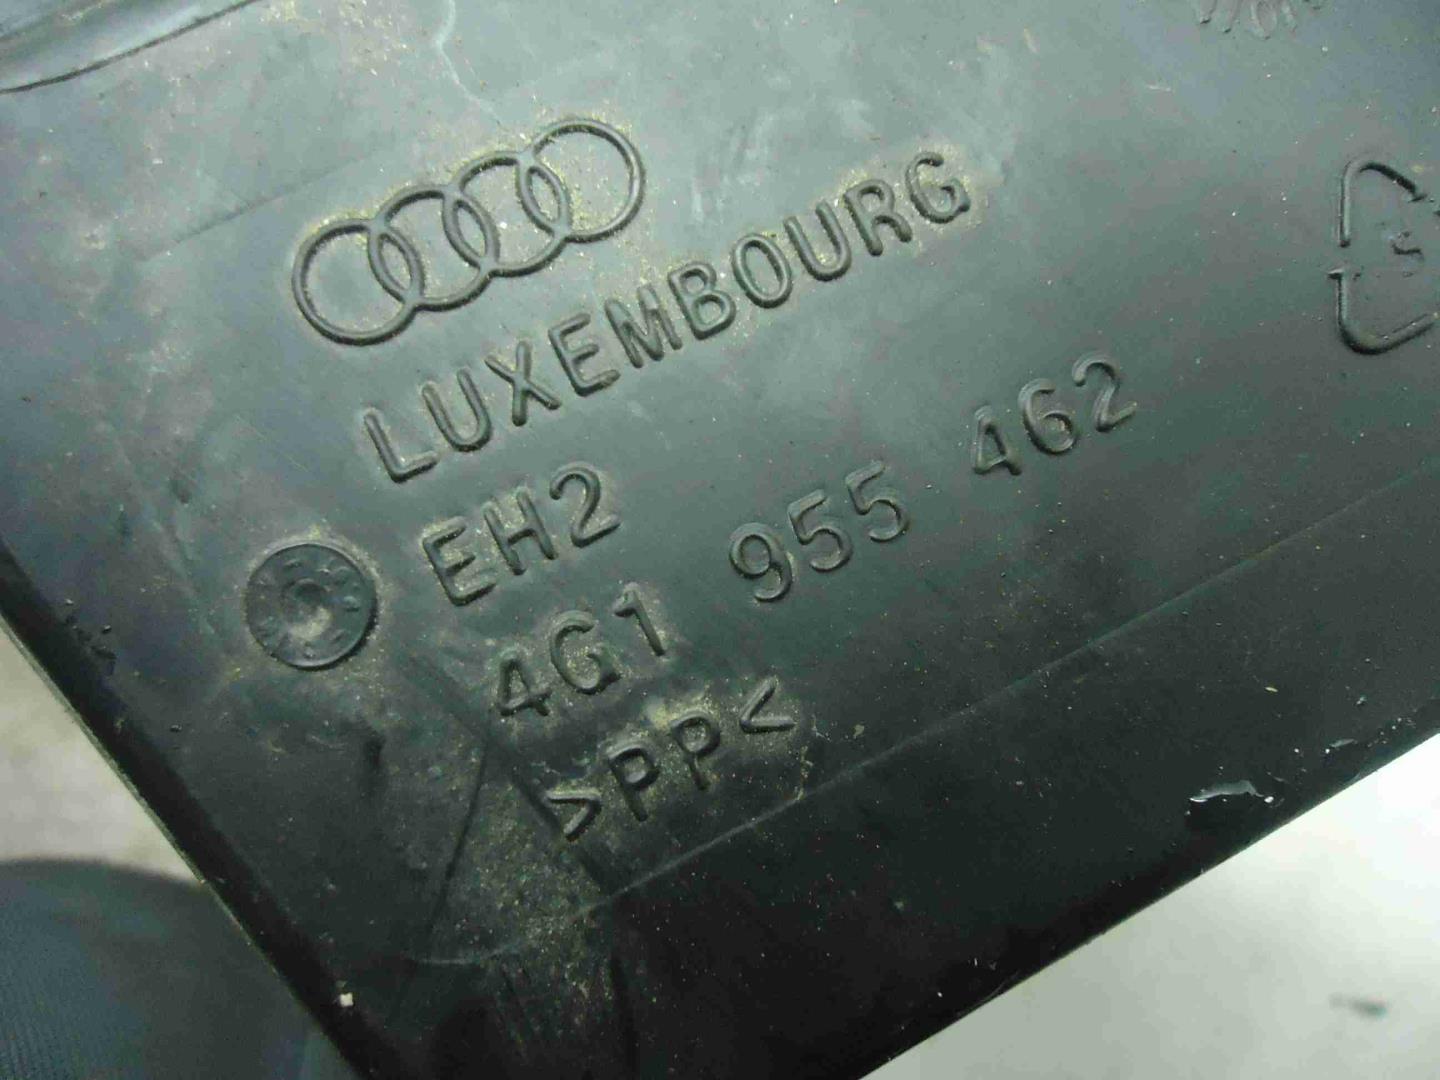 LUXEMBOURG
EH2
4G1 955 462
>PP<